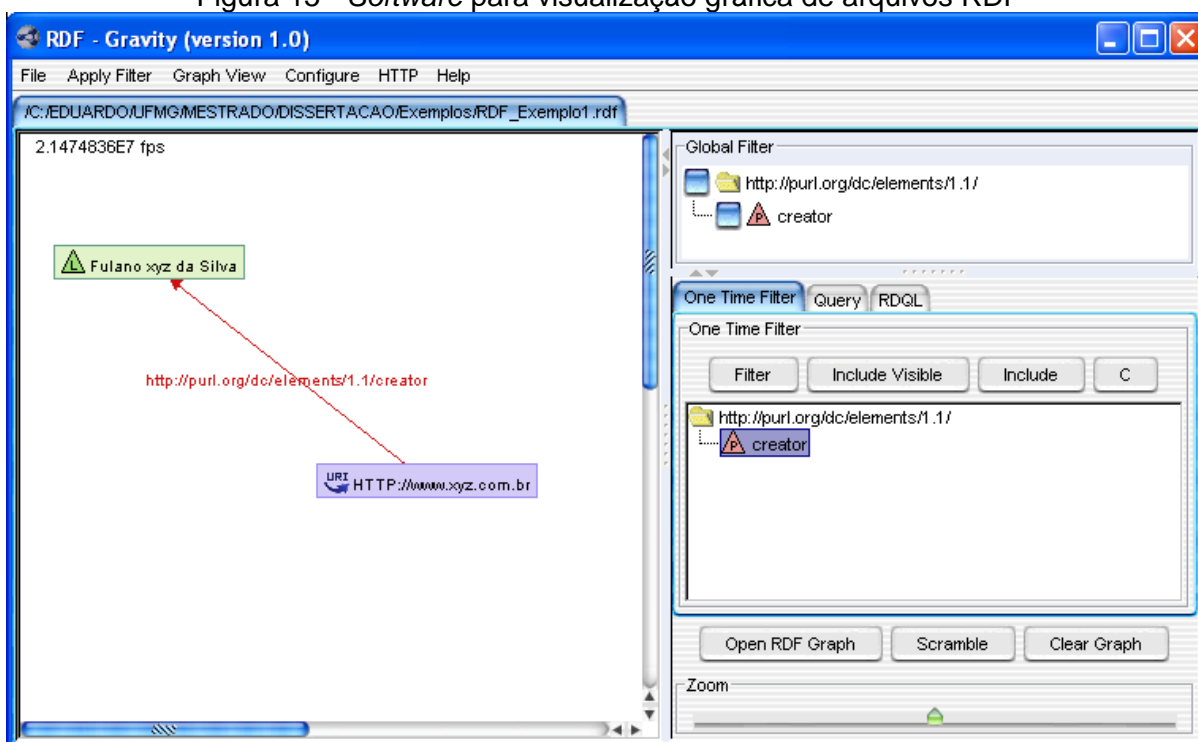 Figura 15 - Software para visualização gráfica de arquivos RDF
RDF - Gravity (version 1.0)
File Apply Filter Graph View Configure HTTP Help
/C:/EDUARDO/UFMG/MESTRADO/DISSERTACAO/Exemplos/RDF_Exemplo1.rdf
2.1474836E7 fps
L Fulano xyz da Silva
http://purl.org/dc/elements/1.1/creator
URI HTTP://www.xyz.com.br
Global Filter
http://purl.org/dc/elements/1.1/
P creator
One Time Filter Query RDQL
One Time Filter
Filter Include Visible Include C
http://purl.org/dc/elements/1.1/
P creator
Open RDF Graph Scramble Clear Graph
Zoom